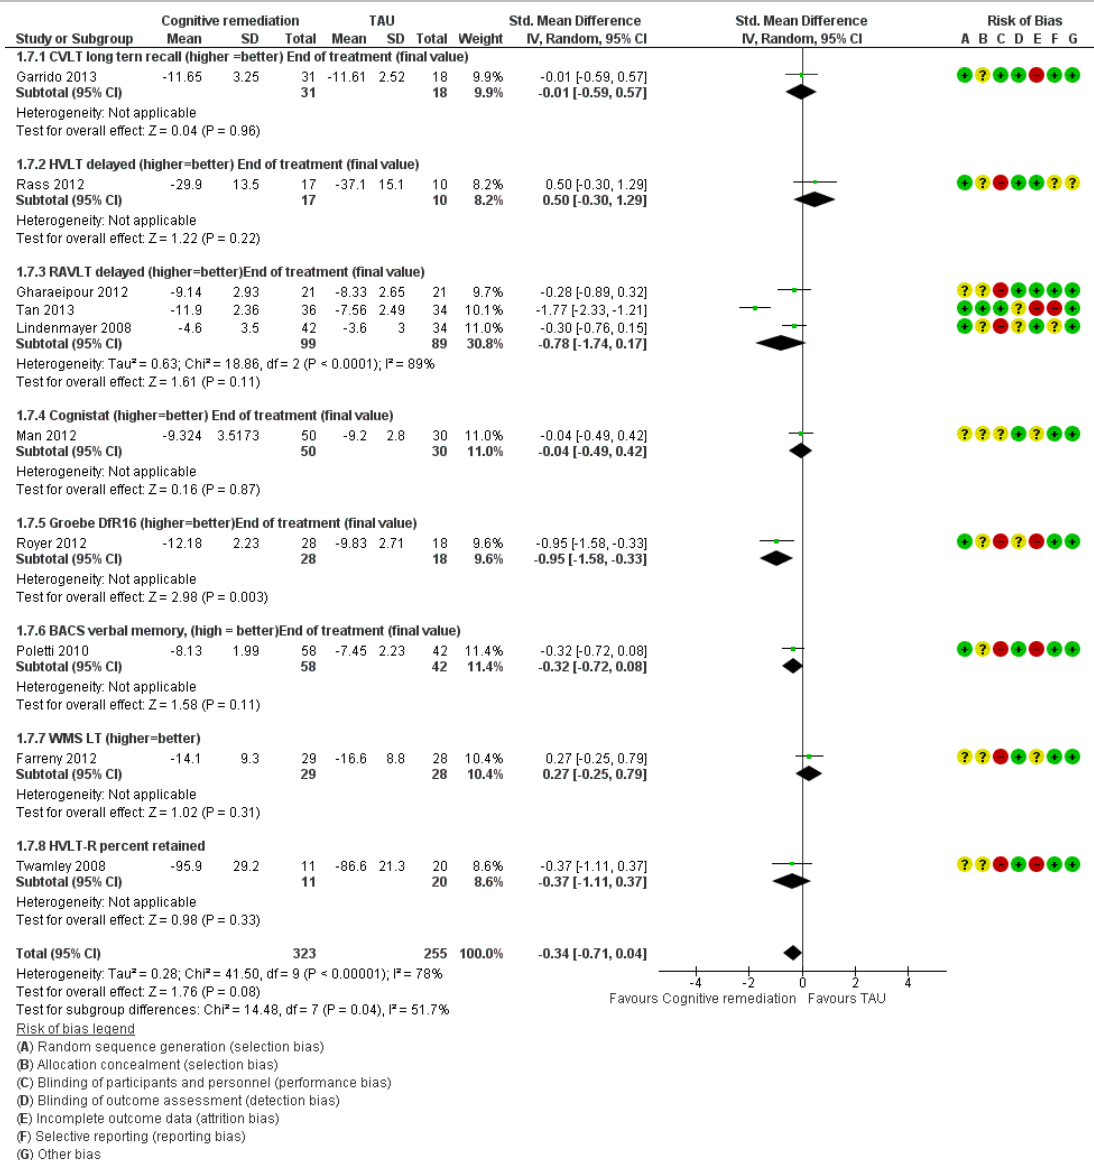 Cognitive remediation TAU Std. Mean Difference Std. Mean Difference Risk of Bias
Study or Subgroup Mean SD Total Mean SD Total Weight IV, Random, 95% CI IV, Random, 95% CI A B C D E F G
1.7.1 CVLT long tern recall (higher =better) End of treatment (final value)
Garrido 2013 -11.65 3.25 31 -11.61 2.52 18 9.9% -0.01 [-0.59, 0.57] + ? + + - + +
Subtotal (95% CI) 31 18 9.9% -0.01 [-0.59, 0.57]
Heterogeneity: Not applicable
Test for overall effect: Z = 0.04 (P = 0.96)
1.7.2 HVLT delayed (higher=better) End of treatment (final value)
Rass 2012 -29.9 13.5 17 -37.1 15.1 10 8.2% 0.50 [-0.30, 1.29] + ? - + + ? ?
Subtotal (95% CI) 17 10 8.2% 0.50 [-0.30, 1.29]
Heterogeneity: Not applicable
Test for overall effect: Z = 1.22 (P = 0.22)
1.7.3 RAVLT delayed (higher=better)End of treatment (final value)
Gharaeipour 2012 -9.14 2.93 21 -8.33 2.65 21 9.7% -0.28 [-0.89, 0.32] ? ? - + + + +
Tan 2013 -11.9 2.36 36 -7.56 2.49 34 10.1% -1.77 [-2.33, -1.21] + + + ? - - +
Lindenmayer 2008 -4.6 3.5 42 -3.6 3 34 11.0% -0.30 [-0.76, 0.15] + ? - ? ? + +
Subtotal (95% CI) 99 89 30.8% -0.78 [-1.74, 0.17]
Heterogeneity: Tau² = 0.63; Chi² = 18.86, df = 2 (P < 0.0001); I² = 89%
Test for overall effect: Z = 1.61 (P = 0.11)
1.7.4 Cognistat (higher=better) End of treatment (final value)
Man 2012 -9.324 3.5173 50 -9.2 2.8 30 11.0% -0.04 [-0.49, 0.42] ? ? ? + ? + +
Subtotal (95% CI) 50 30 11.0% -0.04 [-0.49, 0.42]
Heterogeneity: Not applicable
Test for overall effect: Z = 0.16 (P = 0.87)
1.7.5 Groebe DfR16 (higher=better)End of treatment (final value)
Royer 2012 -12.18 2.23 28 -9.83 2.71 18 9.6% -0.95 [-1.58, -0.33] + ? - ? - + +
Subtotal (95% CI) 28 18 9.6% -0.95 [-1.58, -0.33]
Heterogeneity: Not applicable
Test for overall effect: Z = 2.98 (P = 0.003)
1.7.6 BACS verbal memory, (high = better)End of treatment (final value)
Poletti 2010 -8.13 1.99 58 -7.45 2.23 42 11.4% -0.32 [-0.72, 0.08] + ? - + - + +
Subtotal (95% CI) 58 42 11.4% -0.32 [-0.72, 0.08]
Heterogeneity: Not applicable
Test for overall effect: Z = 1.58 (P = 0.11)
1.7.7 WMS LT (higher=better)
Farreny 2012 -14.1 9.3 29 -16.6 8.8 28 10.4% 0.27 [-0.25, 0.79] ? ? - + ? + +
Subtotal (95% CI) 29 28 10.4% 0.27 [-0.25, 0.79]
Heterogeneity: Not applicable
Test for overall effect: Z = 1.02 (P = 0.31)
1.7.8 HVLT-R percent retained
Twamley 2008 -95.9 29.2 11 -86.6 21.3 20 8.6% -0.37 [-1.11, 0.37] ? ? - + - + +
Subtotal (95% CI) 11 20 8.6% -0.37 [-1.11, 0.37]
Heterogeneity: Not applicable
Test for overall effect: Z = 0.98 (P = 0.33)
Total (95% CI) 323 255 100.0% -0.34 [-0.71, 0.04]
Heterogeneity: Tau² = 0.28; Chi² = 41.50, df = 9 (P < 0.00001); I² = 78%
Test for overall effect: Z = 1.76 (P = 0.08)
Test for subgroup differences: Chi² = 14.48, df = 7 (P = 0.04), I² = 51.7%
-4 -2 0 2 4
Favours Cognitive remediation Favours TAU
Risk of bias legend
(A) Random sequence generation (selection bias)
(B) Allocation concealment (selection bias)
(C) Blinding of participants and personnel (performance bias)
(D) Blinding of outcome assessment (detection bias)
(E) Incomplete outcome data (attrition bias)
(F) Selective reporting (reporting bias)
(G) Other bias